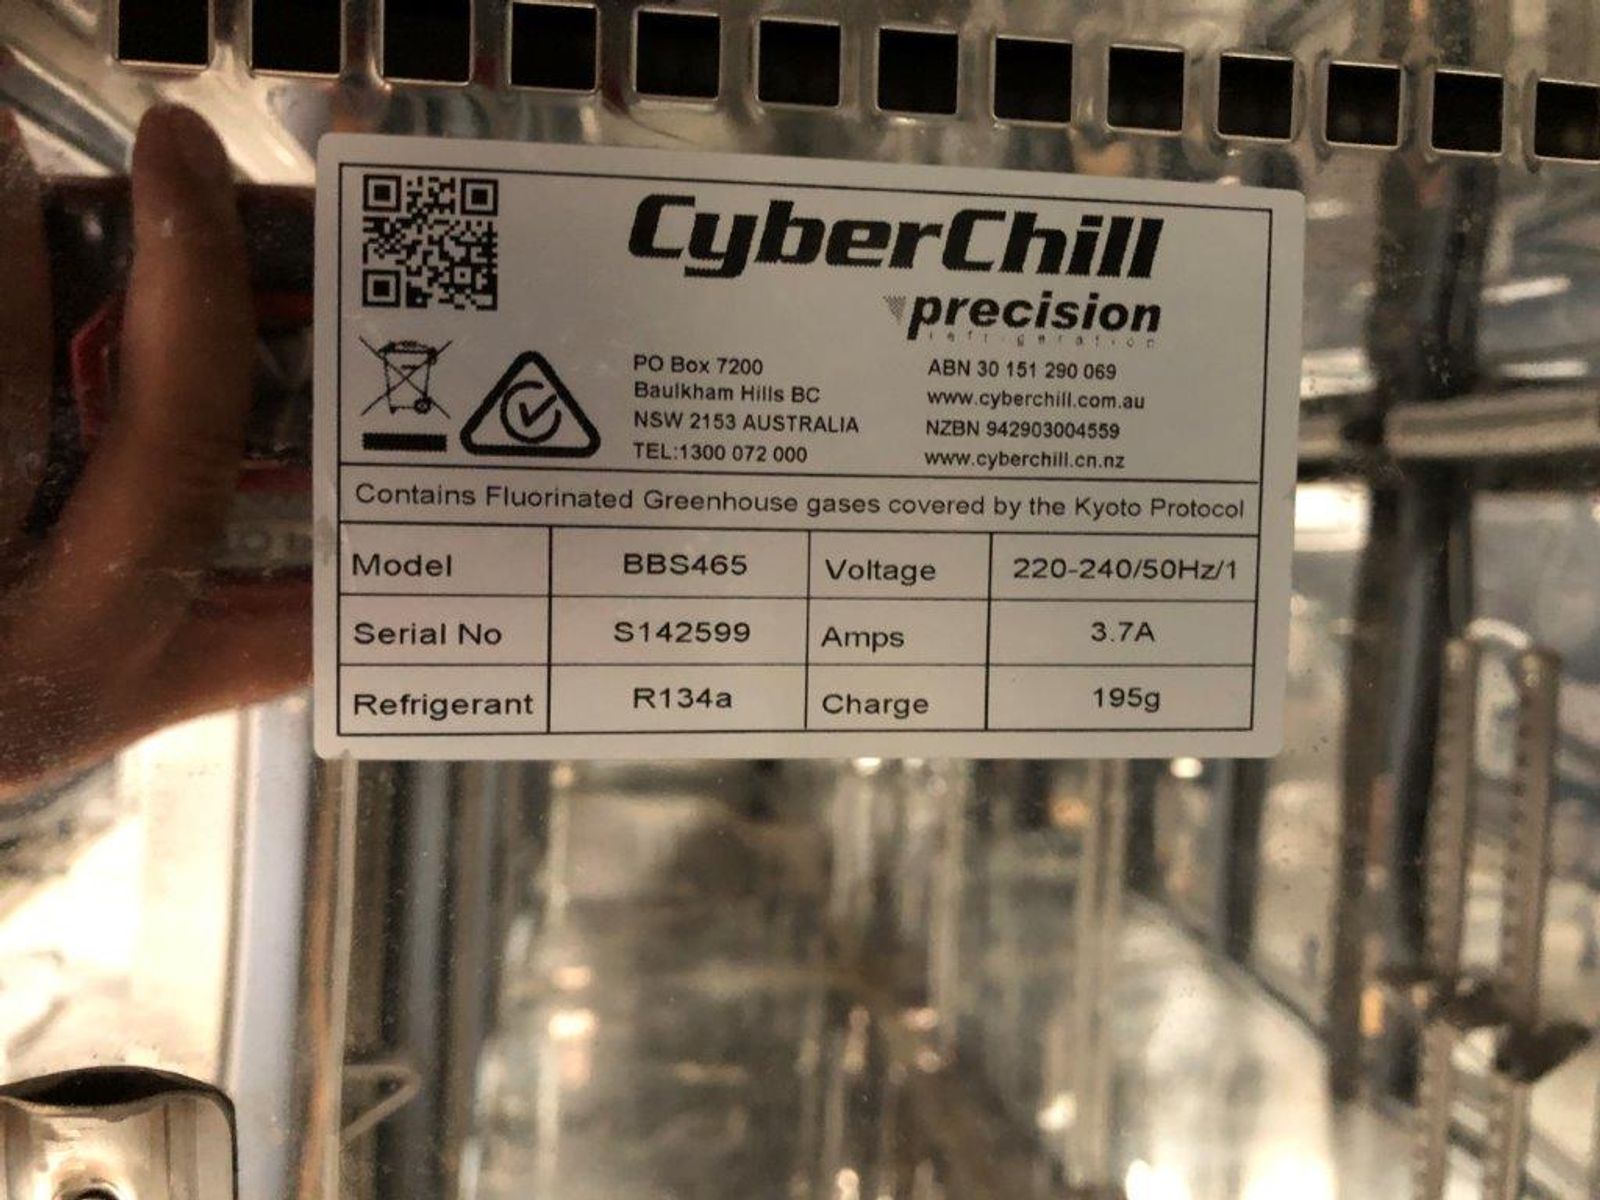 CyberChill
precision
refrigeration
PO Box 7200
Baulkham Hills BC
NSW 2153 AUSTRALIA
TEL:1300 072 000
ABN 30 151 290 069
www.cyberchill.com.au
NZBN 942903004559
www.cyberchill.cn.nz
Contains Fluorinated Greenhouse gases covered by the Kyoto Protocol
Model BBS465 Voltage 220-240/50Hz/1
Serial No S142599 Amps 3.7A
Refrigerant R134a Charge 195g